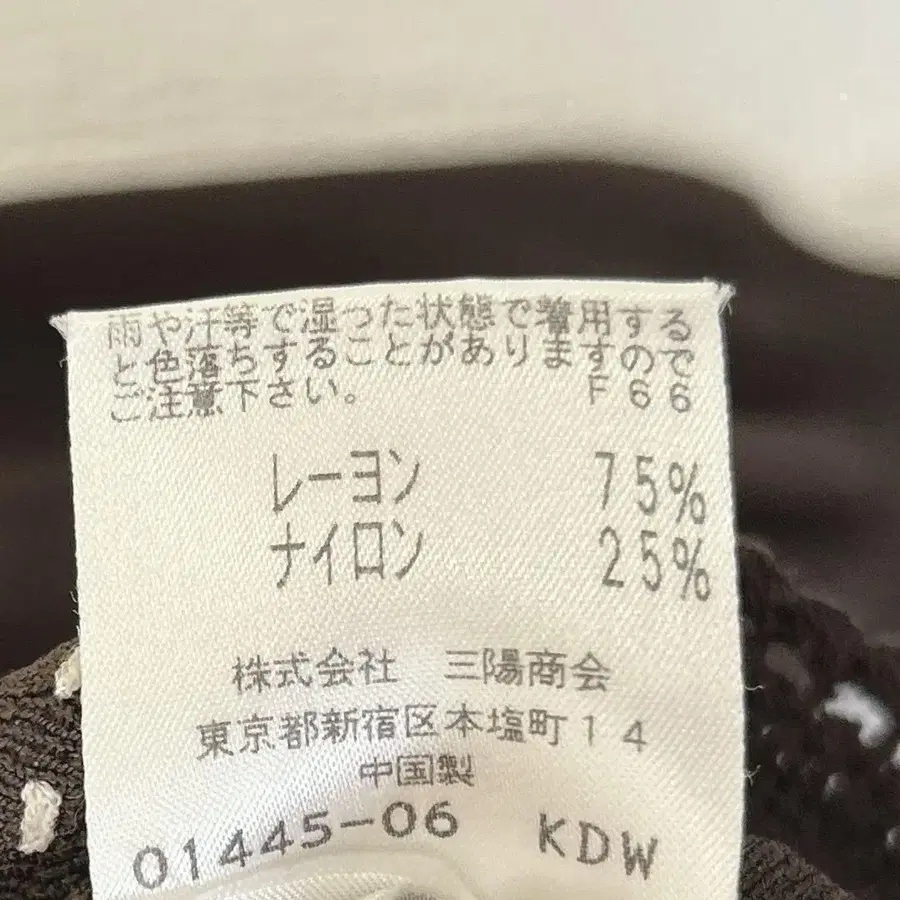 雨や汗等で湿った状態で着用する
と色落ちすることがありますので
ご注意下さい。 F66
レーヨン 75%
ナイロン 25%
株式会社 三陽商会
東京都新宿区本塩町14
中国製
01445-06 KDW